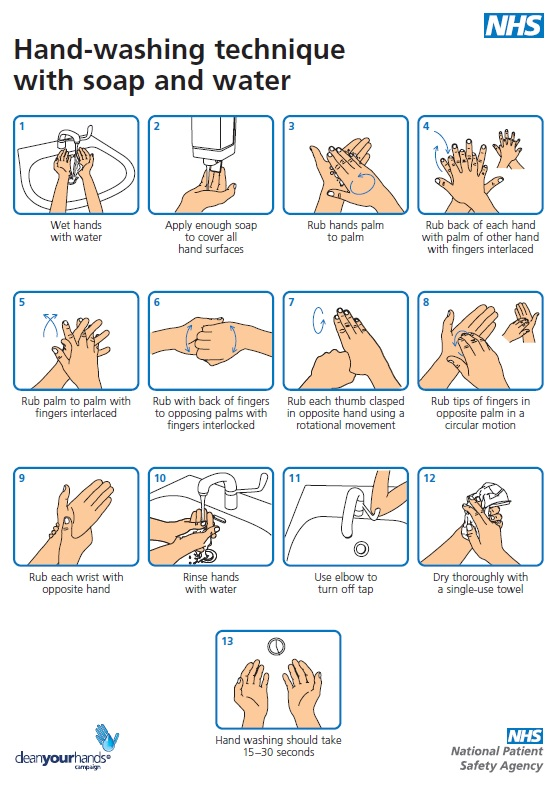 NHS
Hand-washing technique
with soap and water
1
Wet hands
with water
2
Apply enough soap
to cover all
hand surfaces
3
Rub hands palm
to palm
4
Rub back of each hand
with palm of other hand
with fingers interlaced
5
Rub palm to palm with
fingers interlaced
6
Rub with back of fingers
to opposing palms with
fingers interlocked
7
Rub each thumb clasped
in opposite hand using a
rotational movement
8
Rub tips of fingers in
opposite palm in a
circular motion
9
Rub each wrist with
opposite hand
10
Rinse hands
with water
11
Use elbow to
turn off tap
12
Dry thoroughly with
a single-use towel
13
Hand washing should take
15–30 seconds
cleanyourhands®
campaign
NHS
National Patient
Safety Agency